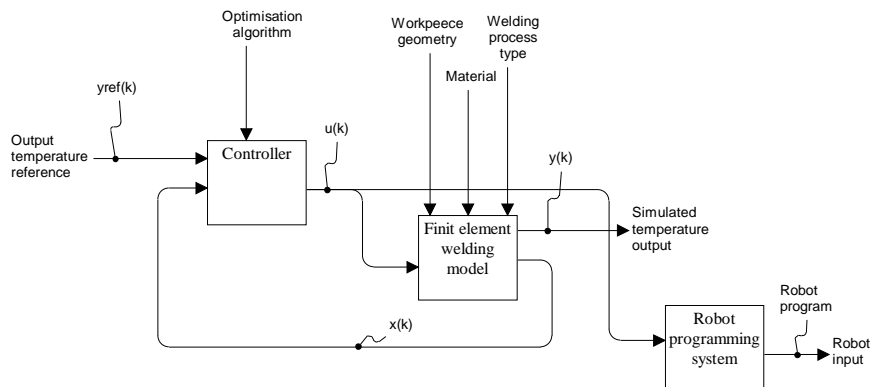 Optimisation
algorithm
Workpeece
geometry
Welding
process
type
Material
yref(k)
Output
temperature
reference
Controller
u(k)
y(k)
Finit element
welding
model
Simulated
temperature
output
x(k)
Robot
programming
system
Robot
program
Robot
input